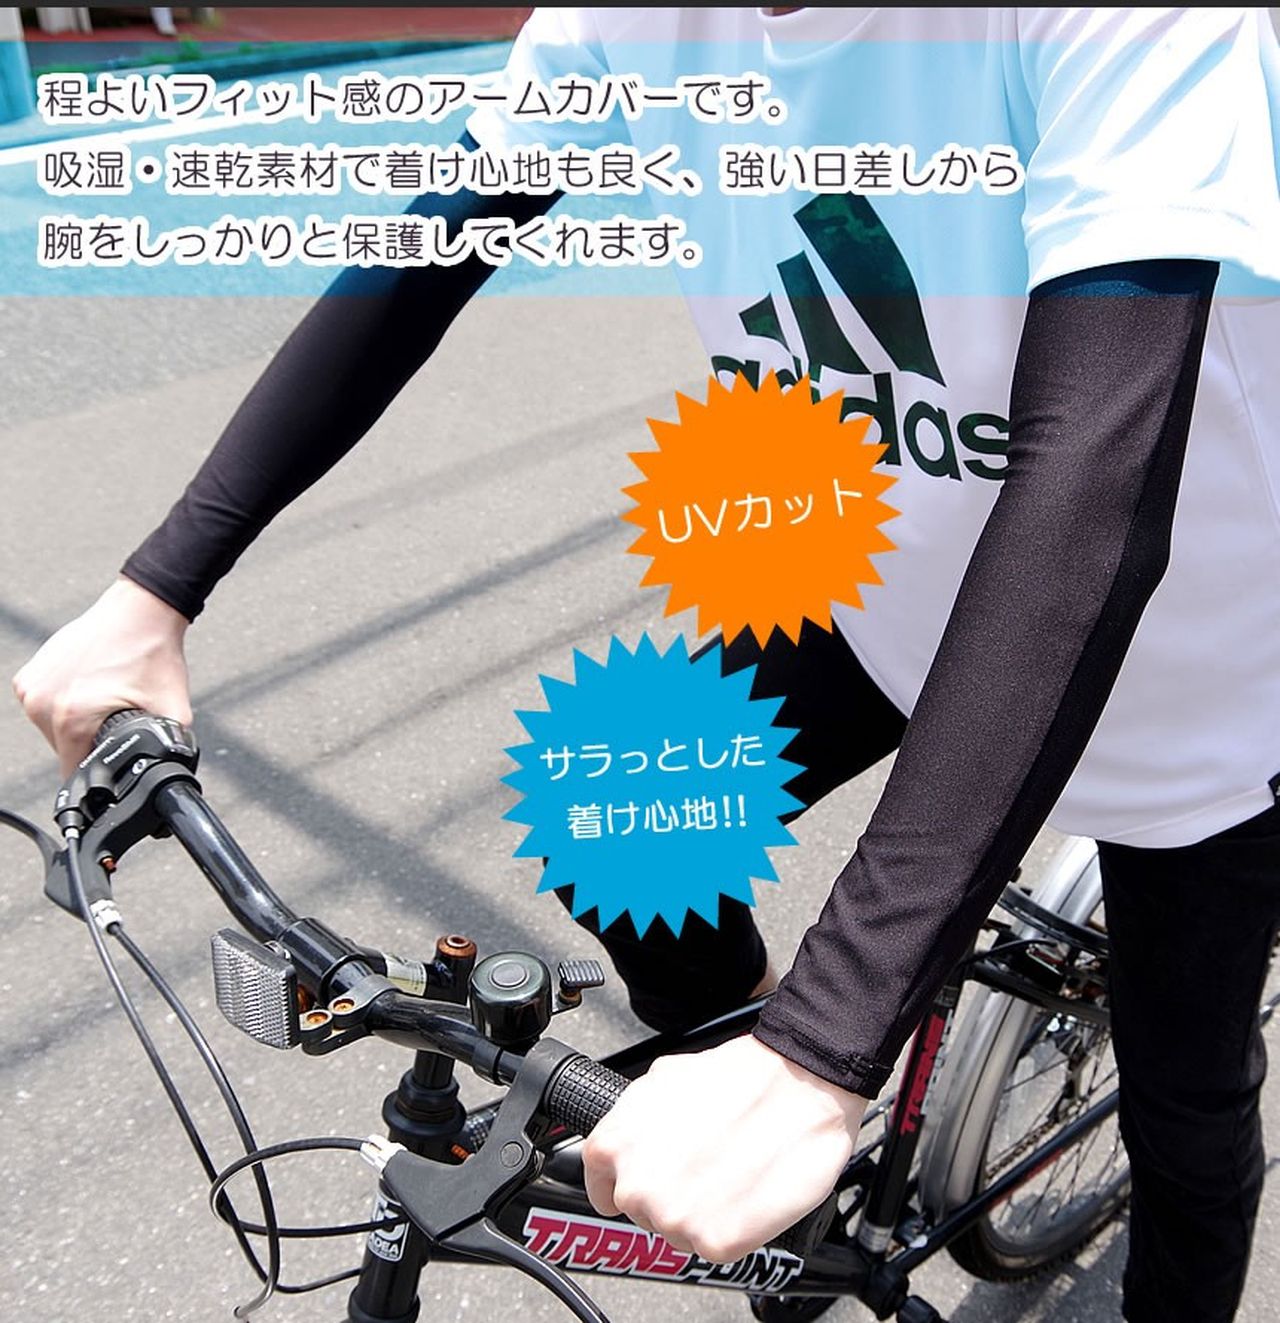 程よいフィット感のアームカバーです。
吸湿・速乾素材で着け心地も良く、強い日差しから
腕をしっかりと保護してくれます。
adidas
UVカット
サラっとした
着け心地!!
TRANS
TRANSPOINT